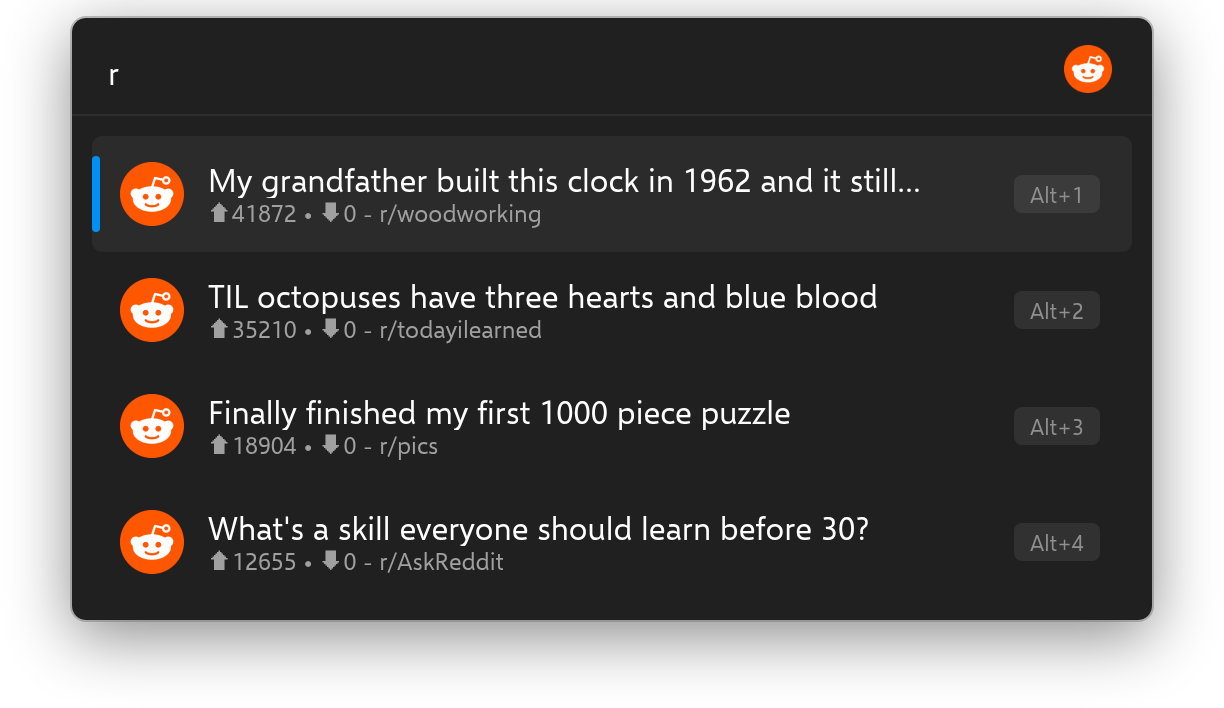 r
My grandfather built this clock in 1962 and it still...
⬆41872 • ⬇0 - r/woodworking
Alt+1
TIL octopuses have three hearts and blue blood
⬆35210 • ⬇0 - r/todayilearned
Alt+2
Finally finished my first 1000 piece puzzle
⬆18904 • ⬇0 - r/pics
Alt+3
What's a skill everyone should learn before 30?
⬆12655 • ⬇0 - r/AskReddit
Alt+4